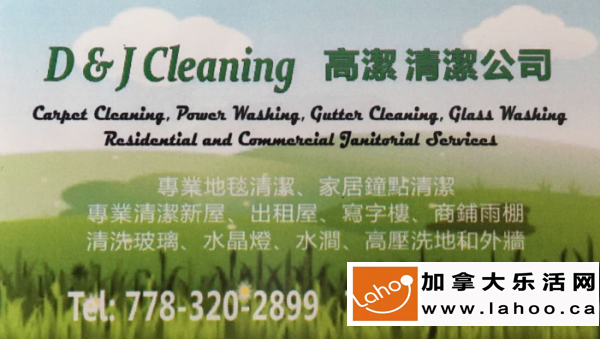 D & J Cleaning 高潔 清潔公司
Carpet Cleaning, Power Washing, Gutter Cleaning, Glass Washing
Residential and Commercial Janitorial Services
專業地毯清潔、家居鐘點清潔
專業清潔新屋、出租屋、寫字樓、商鋪雨棚
清洗玻璃、水晶燈、水澗、高壓洗地和外牆
Tel: 778-320-2899
Lahoo 加拿大乐活网
www.lahoo.ca